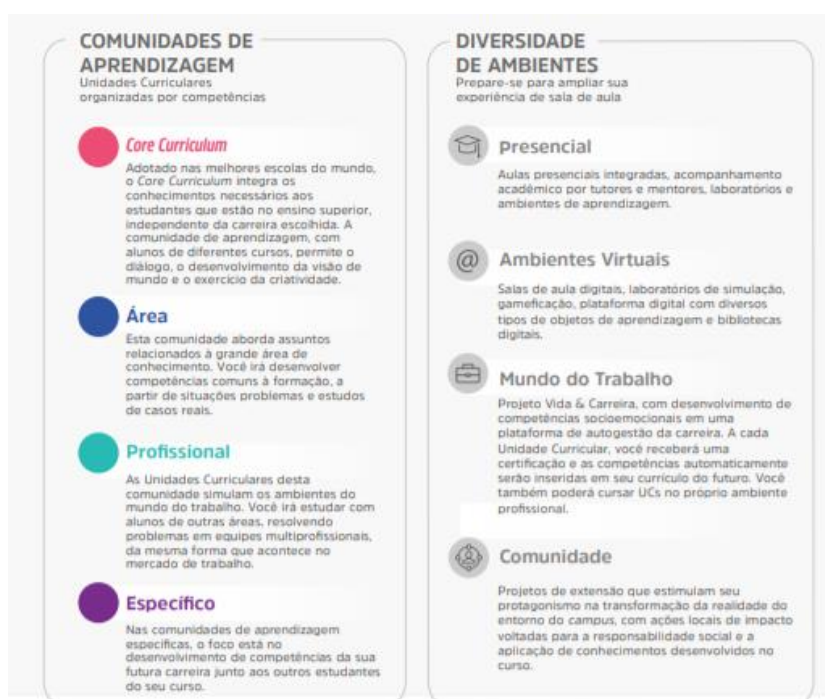 COMUNIDADES DE
APRENDIZAGEM
Unidades Curriculares
organizadas por competências
Core Curriculum
Adotado nas melhores escolas do mundo,
o Core Curriculum integra os
conhecimentos necessários aos
estudantes que estão no ensino superior,
independente da carreira escolhida. A
comunidade de aprendizagem, com
alunos de diferentes cursos, permite o
diálogo, o desenvolvimento da visão de
mundo e o exercício da criatividade.
Área
Esta comunidade aborda assuntos
relacionados à grande área de
conhecimento. Você irá desenvolver
competências comuns à formação, a
partir de situações problemas e estudos
de casos reais.
Profissional
As Unidades Curriculares desta
comunidade simulam os ambientes do
mundo do trabalho. Você irá estudar com
alunos de outras áreas, resolvendo
problemas em equipes multiprofissionais,
da mesma forma que acontece no
mercado de trabalho.
Específico
Nas comunidades de aprendizagem
específicas, o foco está no
desenvolvimento de competências da sua
futura carreira junto aos outros estudantes
do seu curso.
DIVERSIDADE
DE AMBIENTES
Prepare-se para ampliar sua
experiência de sala de aula
Presencial
Aulas presenciais integradas, acompanhamento
acadêmico por tutores e mentores, laboratórios e
ambientes de aprendizagem.
@ Ambientes Virtuais
Salas de aula digitais, laboratórios de simulação,
gameficação, plataforma digital com diversos
tipos de objetos de aprendizagem e bibliotecas
digitais.
Mundo do Trabalho
Projeto Vida & Carreira, com desenvolvimento de
competências socioemocionais em uma
plataforma de autogestão da carreira. A cada
Unidade Curricular, você receberá uma
certificação e as competências automaticamente
serão inseridas em seu currículo do futuro. Você
também poderá cursar UCs no próprio ambiente
profissional.
Comunidade
Projetos de extensão que estimulam seu
protagonismo na transformação da realidade do
entorno do campus, com ações locais de impacto
voltadas para a responsabilidade social e a
aplicação de conhecimentos desenvolvidos no
curso.